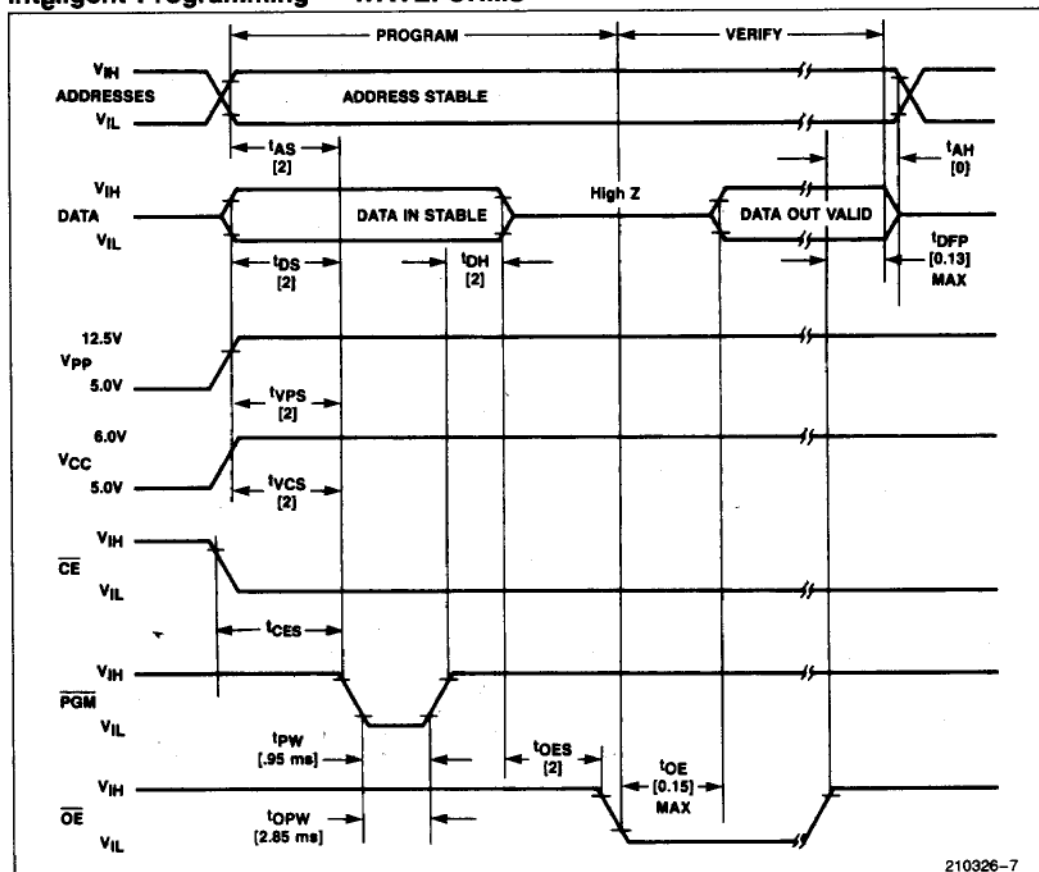 PROGRAM VERIFY
VIH
ADDRESSES ADDRESS STABLE
VIL
tAS
[2]
tAH
[0]
VIH
High Z
DATA DATA IN STABLE DATA OUT VALID
VIL
tDS
[2]
tDH
[2]
tDFP
[0.13]
MAX
12.5V
VPP
5.0V
tVPS
[2]
6.0V
VCC
5.0V
tVCS
[2]
VIH
CE
VIL
tCES
VIH
PGM
VIL
tPW
[.95 ms]
tOES
[2]
tOE
[0.15]
MAX
VIH
OE
VIL
tOPW
[2.85 ms]
210326-7